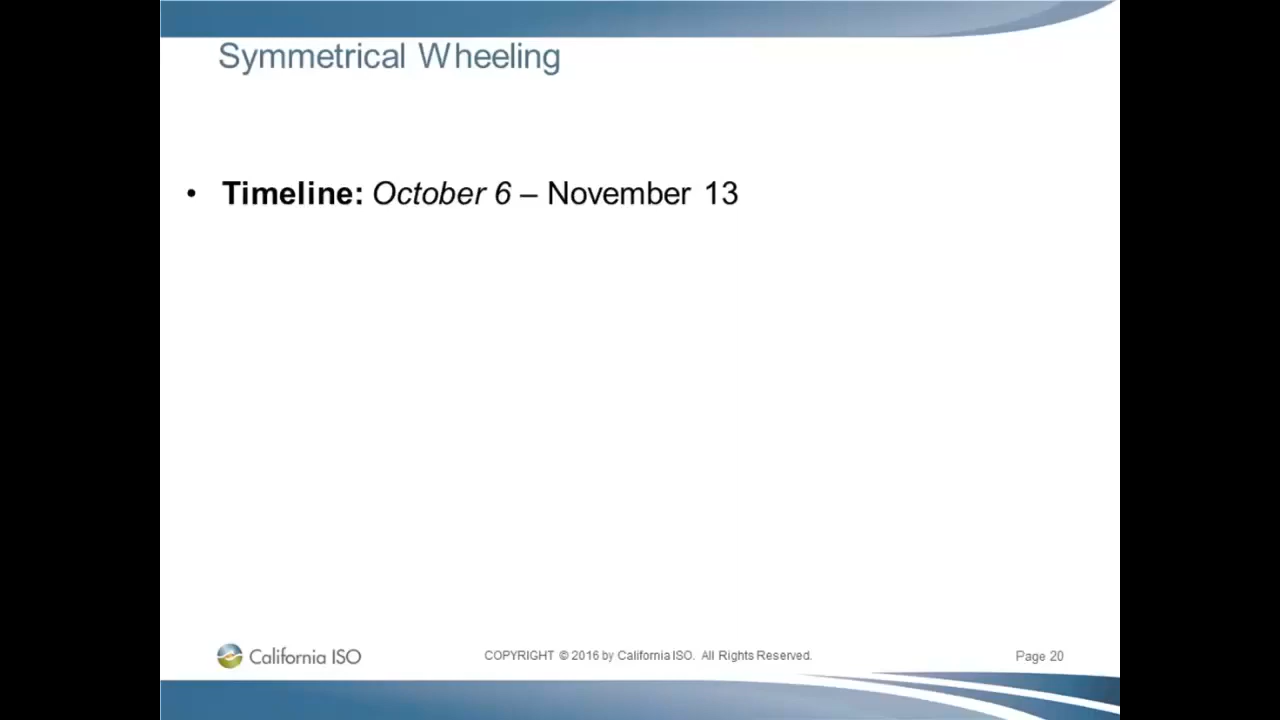 Symmetrical Wheeling
• Timeline: October 6 – November 13
California ISO
COPYRIGHT © 2016 by California ISO. All Rights Reserved.
Page 20